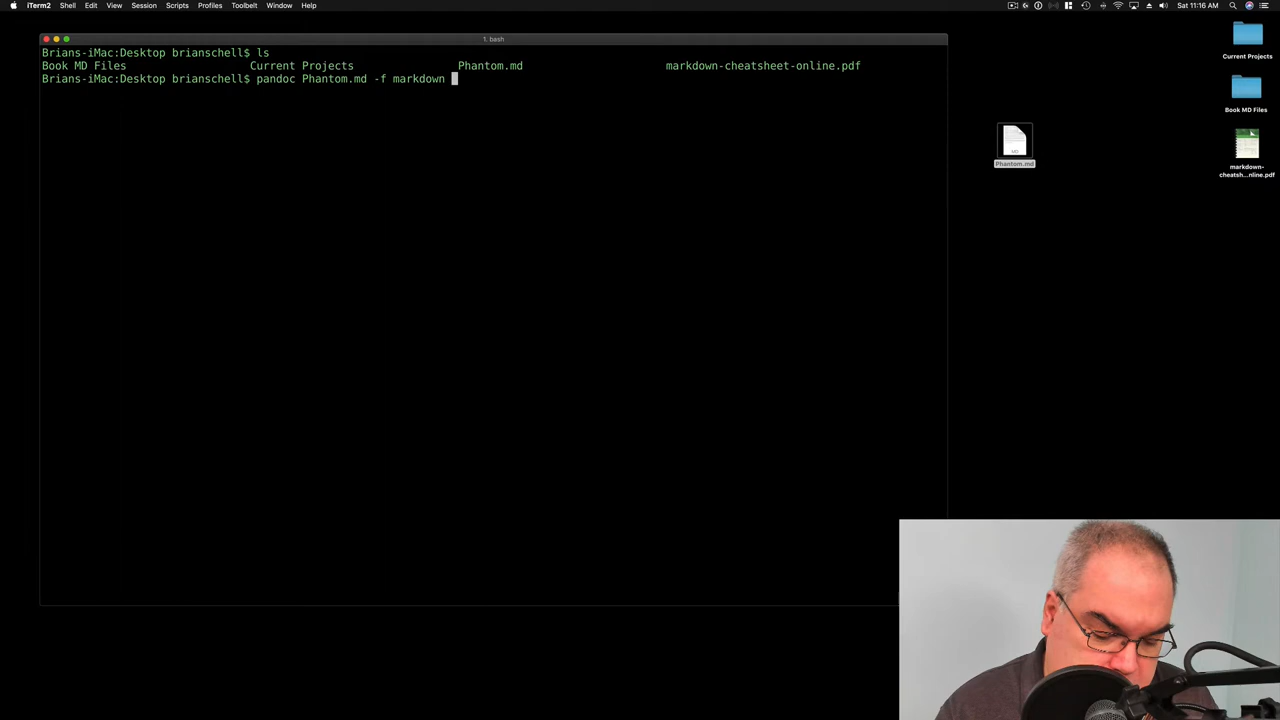 iTerm2 Shell Edit View Session Scripts Profiles Toolbelt Window Help Sat 11:16 AM
1. bash
Brians-iMac:Desktop brianschell$ ls
Book MD Files Current Projects Phantom.md markdown-cheatsheet-online.pdf
Brians-iMac:Desktop brianschell$ pandoc Phantom.md -f markdown
Current Projects
Book MD Files
MD
Phantom.md
markdown-
cheatsh...nline.pdf